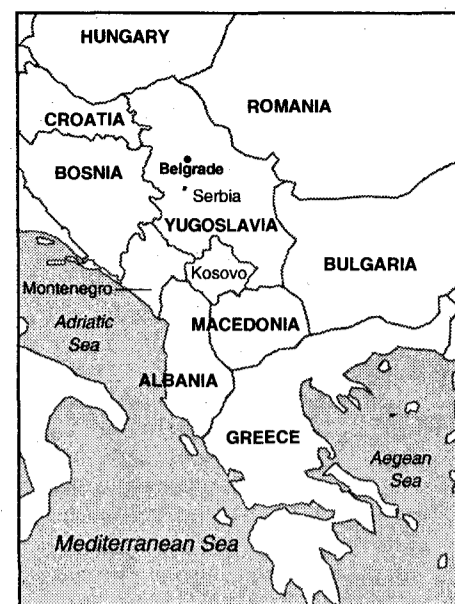 HUNGARY
ROMANIA
CROATIA
BOSNIA
Belgrade
Serbia
YUGOSLAVIA
BULGARIA
Kosovo
Montenegro
Adriatic
Sea
MACEDONIA
ALBANIA
GREECE
Aegean
Sea
Mediterranean Sea